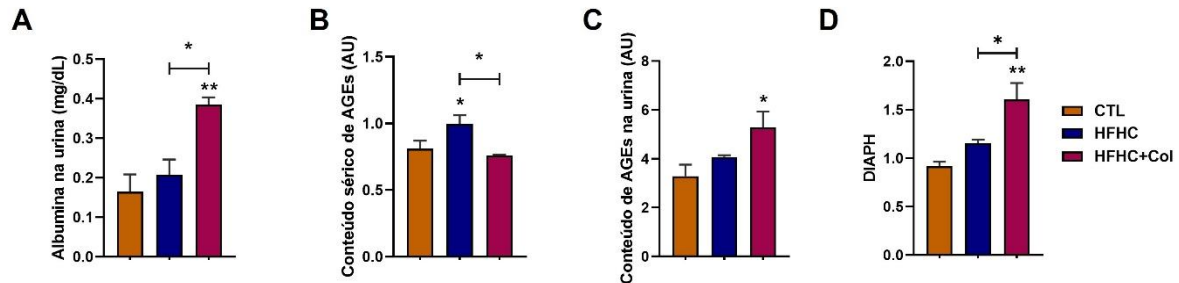 A
Albumina na urina (mg/dL)
0.5
0.4
0.3
0.2
0.1
0.0
*
**
B
Conteúdo sérico de AGEs (AU)
1.5
1.0
0.5
0.0
*
*
C
Conteúdo de AGEs na urina (AU)
8
6
4
2
0
*
D
DIAPH
2.0
1.5
1.0
0.5
0.0
*
**
CTL
HFHC
HFHC+Col